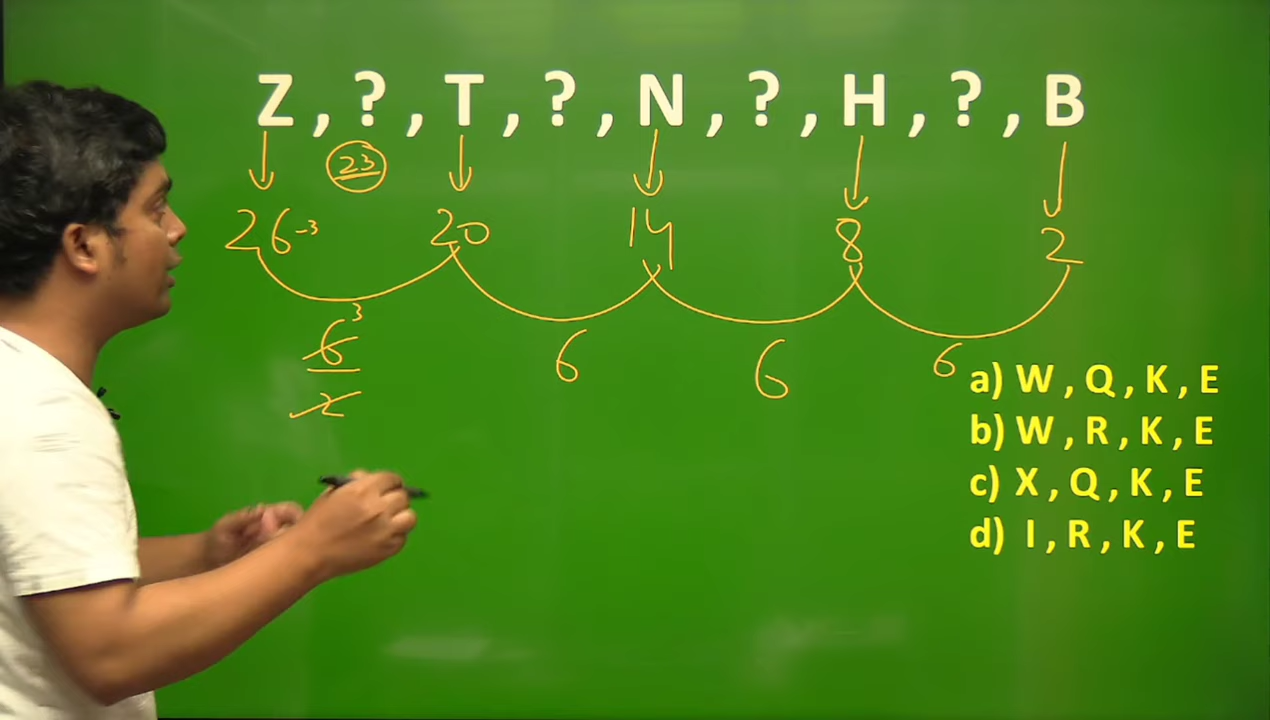 Z , ? , T , ? , N , ? , H , ? , B
23
26-3 20 14 8 2
6 3
2
6 6 6
a) W , Q , K , E
b) W , R , K , E
c) X , Q , K , E
d) I , R , K , E